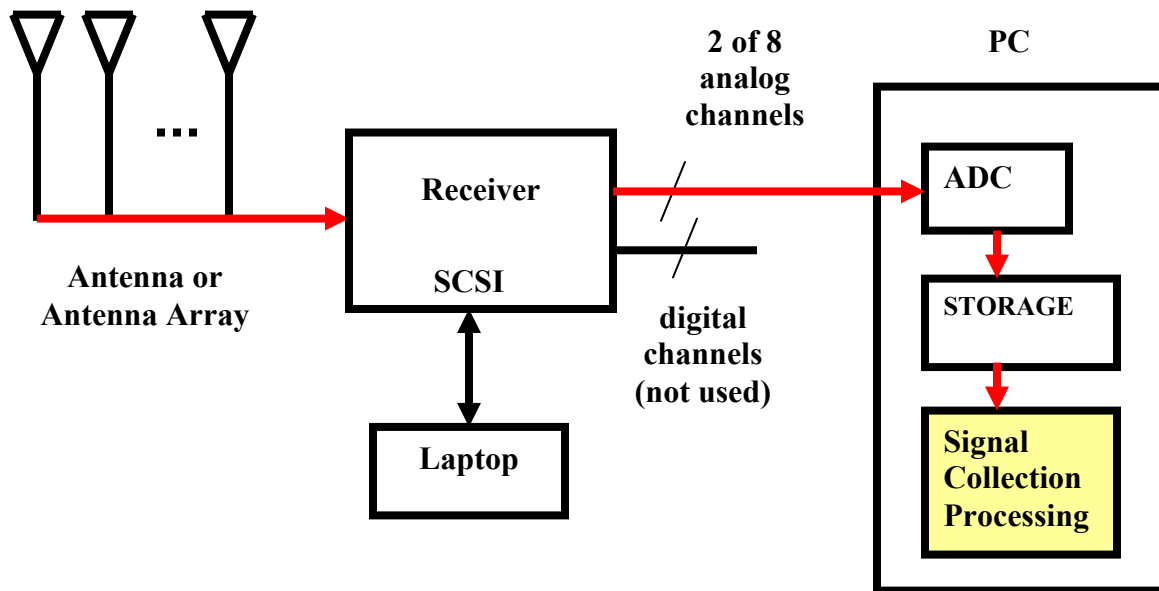 2 of 8
analog
channels
PC
Receiver
SCSI
ADC
STORAGE
Signal
Collection
Processing
Antenna or
Antenna Array
digital
channels
(not used)
Laptop